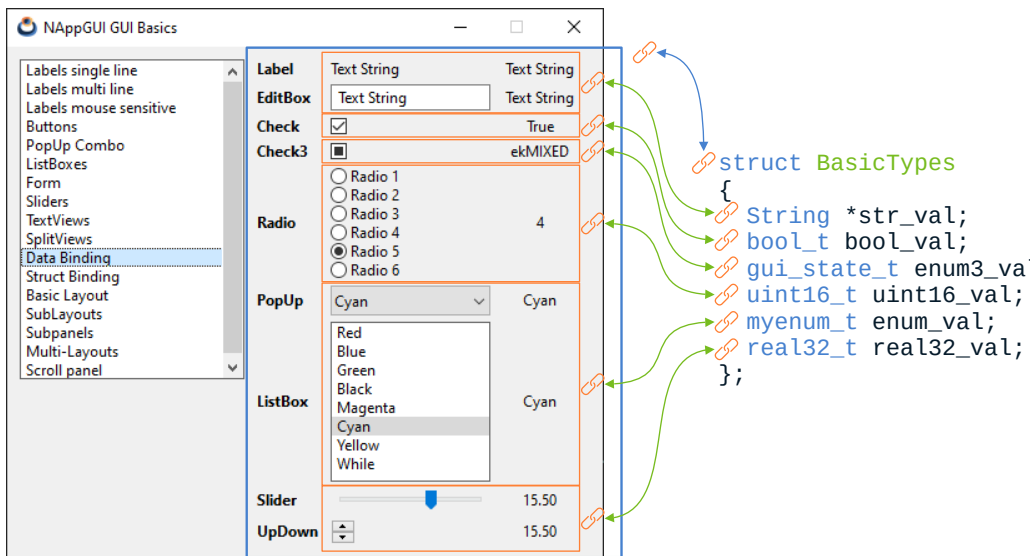 NAppGUI GUI Basics
Labels single line
Labels multi line
Labels mouse sensitive
Buttons
PopUp Combo
ListBoxes
Form
Sliders
TextViews
SplitViews
Data Binding
Struct Binding
Basic Layout
SubLayouts
Subpanels
Multi-Layouts
Scroll panel
Label Text String Text String
EditBox Text String Text String
Check True
Check3 ekMIXED
Radio 1
Radio 2
Radio 3
Radio Radio 4 4
Radio 5
Radio 6
PopUp Cyan Cyan
Red
Blue
Green
Black
Magenta
ListBox Cyan Cyan
Yellow
While
Slider 15.50
UpDown 15.50
struct BasicTypes
{
String *str_val;
bool_t bool_val;
gui_state_t enum3_val
uint16_t uint16_val;
myenum_t enum_val;
real32_t real32_val;
};